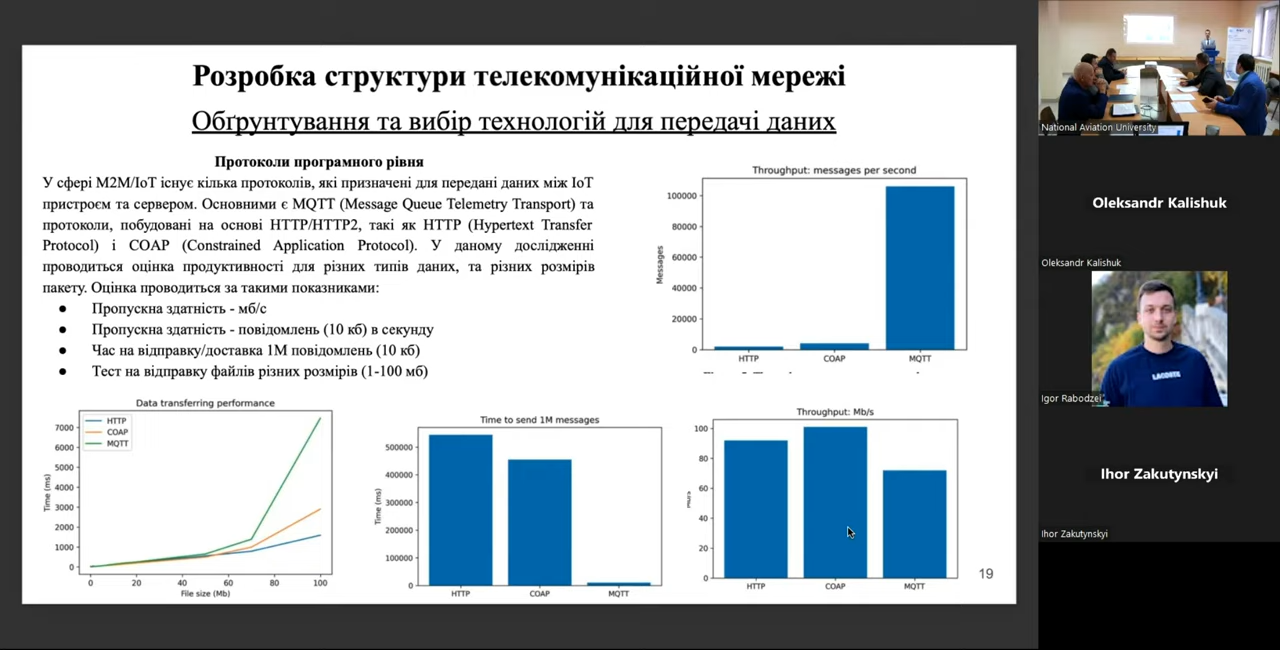 Розробка структури телекомунікаційної мережі
Обґрунтування та вибір технологій для передачі даних
Протоколи програмного рівня
У сфері M2M/IoT існує кілька протоколів, які призначені для передані даних між IoT
пристроєм та сервером. Основними є MQTT (Message Queue Telemetry Transport) та
протоколи, побудовані на основі HTTP/HTTP2, такі як HTTP (Hypertext Transfer
Protocol) і COAP (Constrained Application Protocol). У даному дослідженні
проводиться оцінка продуктивності для різних типів даних, та різних розмірів
пакету. Оцінка проводиться за такими показниками:
● Пропускна здатність - мб/с
● Пропускна здатність - повідомлень (10 кб) в секунду
● Час на відправку/доставка 1М повідомлень (10 кб)
● Тест на відправку файлів різних розмірів (1-100 мб)
Throughput: messages per second
Messages
100000
80000
60000
40000
20000
0
HTTP COAP MQTT
Data transferring performance
HTTP
COAP
MQTT
Time (ms)
7000
6000
5000
4000
3000
2000
1000
0
0 20 40 60 80 100
File size (Mb)
Time to send 1M messages
Time (ms)
500000
400000
300000
200000
100000
0
HTTP COAP MQTT
Throughput: Mb/s
100
80
60
40
20
0
HTTP COAP MQTT
19
National Aviation University
Oleksandr Kalishuk
Oleksandr Kalishuk
LACOSTE
Igor Rabodzei
Ihor Zakutynskyi
Ihor Zakutynskyi